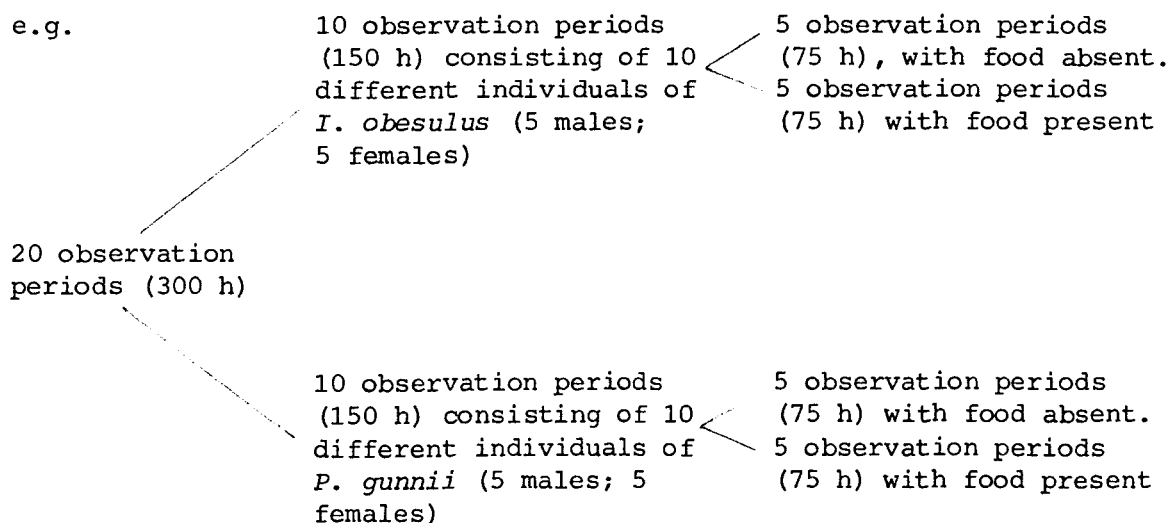 e.g.
10 observation periods
(150 h) consisting of 10
different individuals of
I. obesulus (5 males;
5 females)
5 observation periods
(75 h), with food absent.
5 observation periods
(75 h) with food present
20 observation
periods (300 h)
10 observation periods
(150 h) consisting of 10
different individuals of
P. gunnii (5 males; 5
females)
5 observation periods
(75 h) with food absent.
5 observation periods
(75 h) with food present